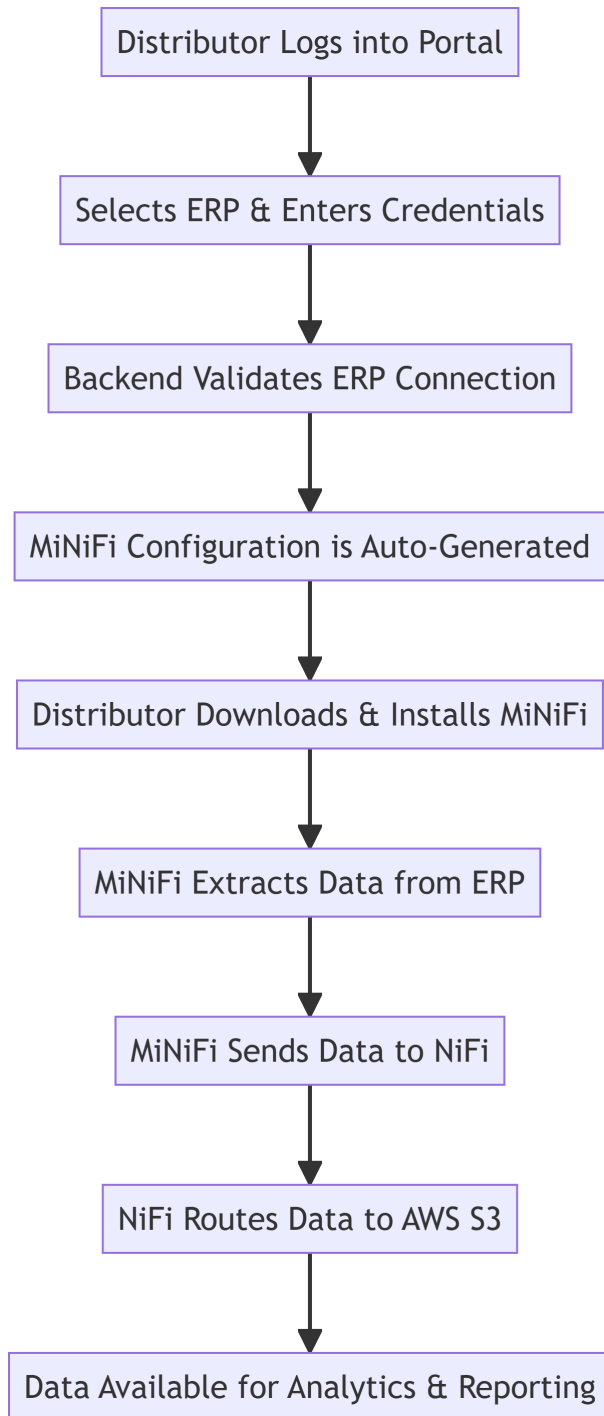 Distributor Logs into Portal
Selects ERP & Enters Credentials
Backend Validates ERP Connection
MiNiFi Configuration is Auto-Generated
Distributor Downloads & Installs MiNiFi
MiNiFi Extracts Data from ERP
MiNiFi Sends Data to NiFi
NiFi Routes Data to AWS S3
Data Available for Analytics & Reporting